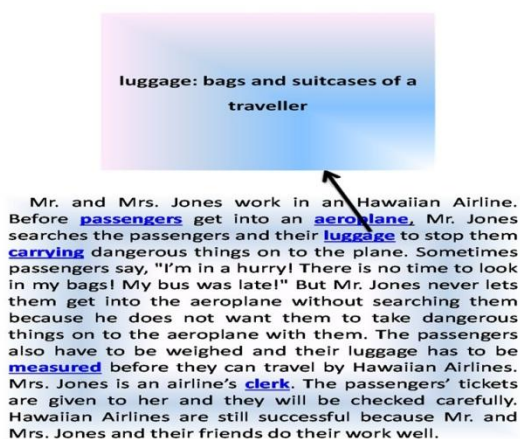 luggage: bags and suitcases of a
traveller
Mr. and Mrs. Jones work in an Hawaiian Airline.
Before passengers get into an aeroplane, Mr. Jones
searches the passengers and their luggage to stop them
carrying dangerous things on to the plane. Sometimes
passengers say, "I'm in a hurry! There is no time to look
in my bags! My bus was late!" But Mr. Jones never lets
them get into the aeroplane without searching them
because he does not want them to take dangerous
things on to the aeroplane with them. The passengers
also have to be weighed and their luggage has to be
measured before they can travel by Hawaiian Airlines.
Mrs. Jones is an airline's clerk. The passengers' tickets
are given to her and they will be checked carefully.
Hawaiian Airlines are still successful because Mr. and
Mrs. Jones and their friends do their work well.